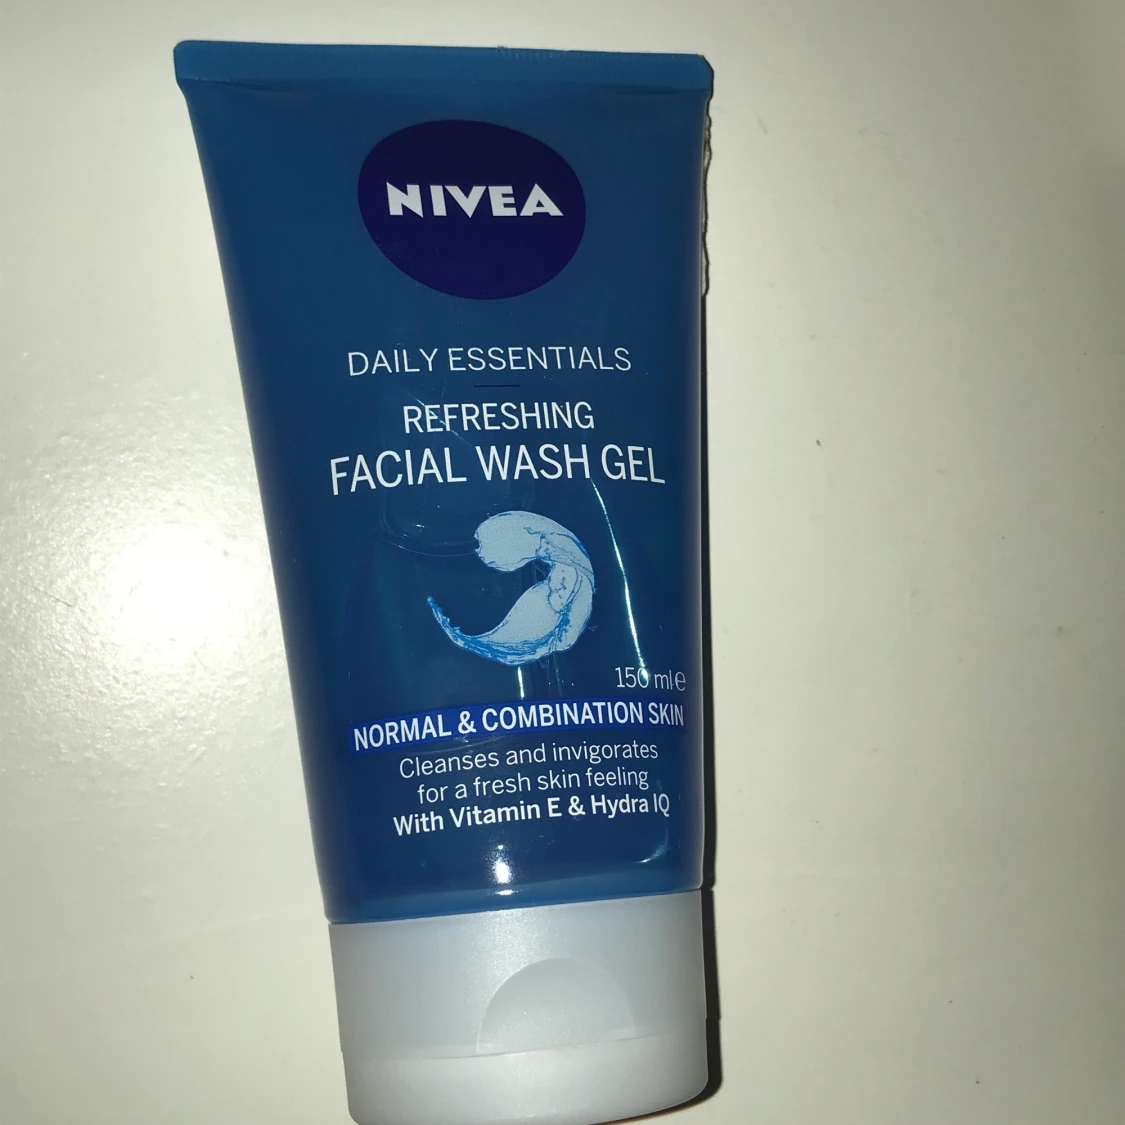 NIVEA
DAILY ESSENTIALS
REFRESHING
FACIAL WASH GEL
150 ml e
NORMAL & COMBINATION SKIN
Cleanses and invigorates
for a fresh skin feeling
With Vitamin E & Hydra IQ